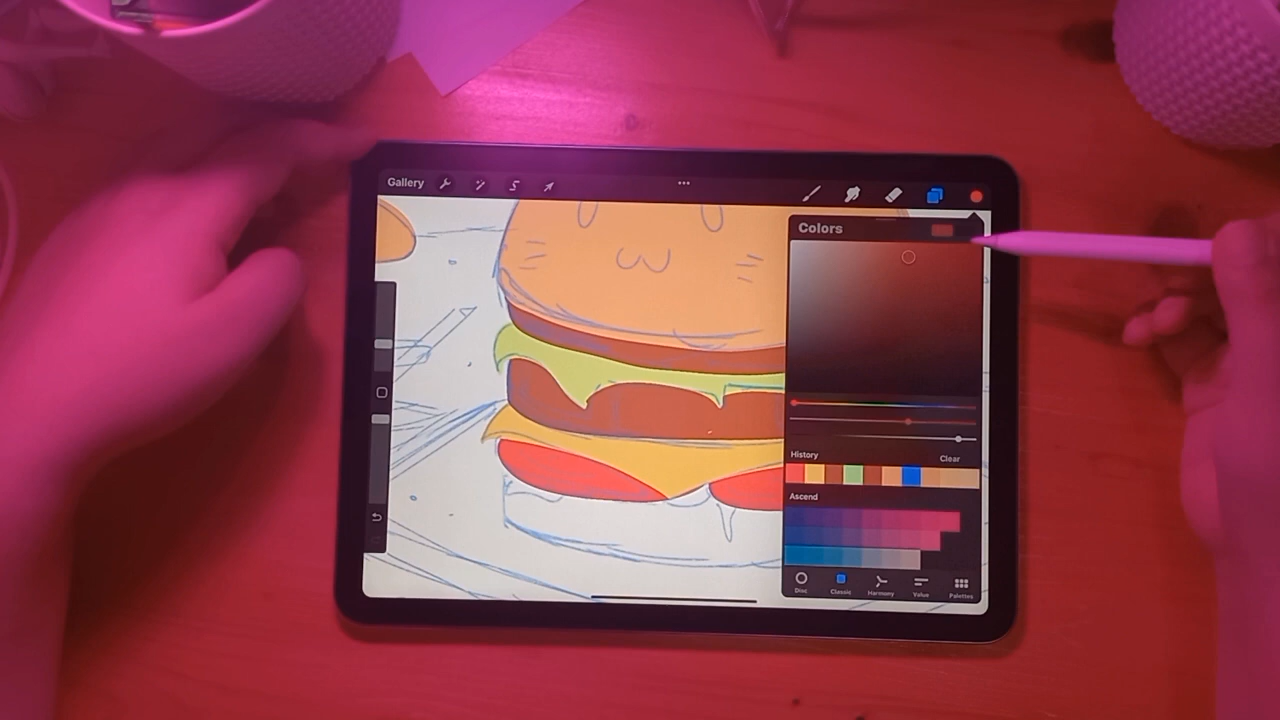 Gallery
Colors
History
Clear
Ascend
Disc
Classic
Harmony
Value
Palettes